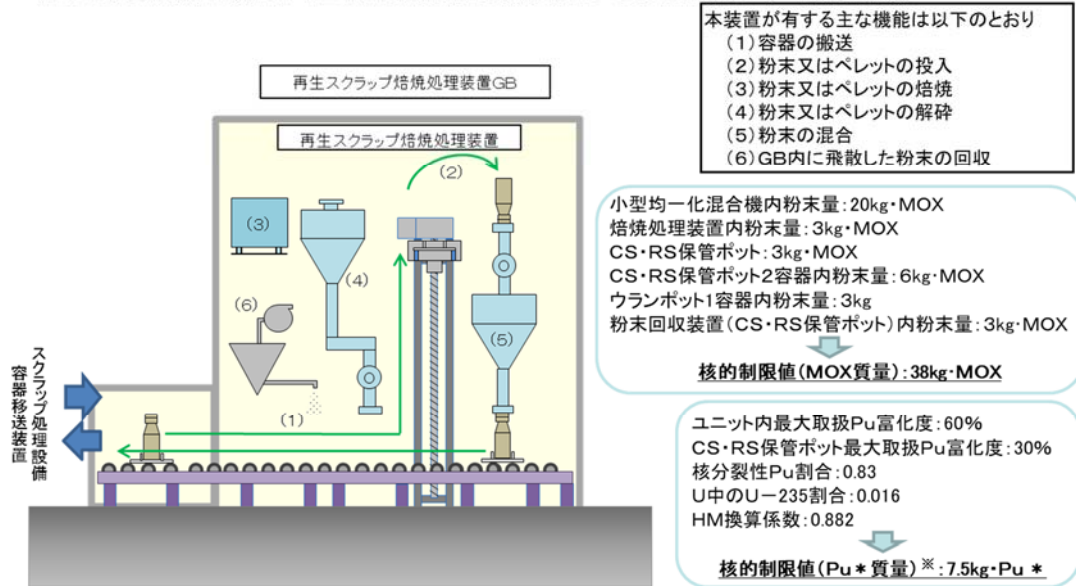 本装置が有する主な機能は以下のとおり
(1)容器の搬送
(2)粉末又はペレットの投入
(3)粉末又はペレットの焙焼
(4)粉末又はペレットの解砕
(5)粉末の混合
(6)GB内に飛散した粉末の回収
再生スクラップ焙焼処理装置GB
再生スクラップ焙焼処理装置
(2)
(3)
(4)
(6)
(5)
(1)
スクラップ処理設備
容器移送装置
小型均一化混合機内粉末量:20kg・MOX
焙焼処理装置内粉末量:3kg・MOX
CS・RS保管ポット:3kg・MOX
CS・RS保管ポット2容器内粉末量:6kg・MOX
ウランポット1容器内粉末量:3kg
粉末回収装置(CS・RS保管ポット)内粉末量:3kg・MOX
核的制限値(MOX質量):38kg・MOX
ユニット内最大取扱Pu富化度:60%
CS・RS保管ポット最大取扱Pu富化度:30%
核分裂性Pu割合:0.83
U中のU-235割合:0.016
HM換算係数:0.882
核的制限値(Pu*質量)※:7.5kg・Pu*